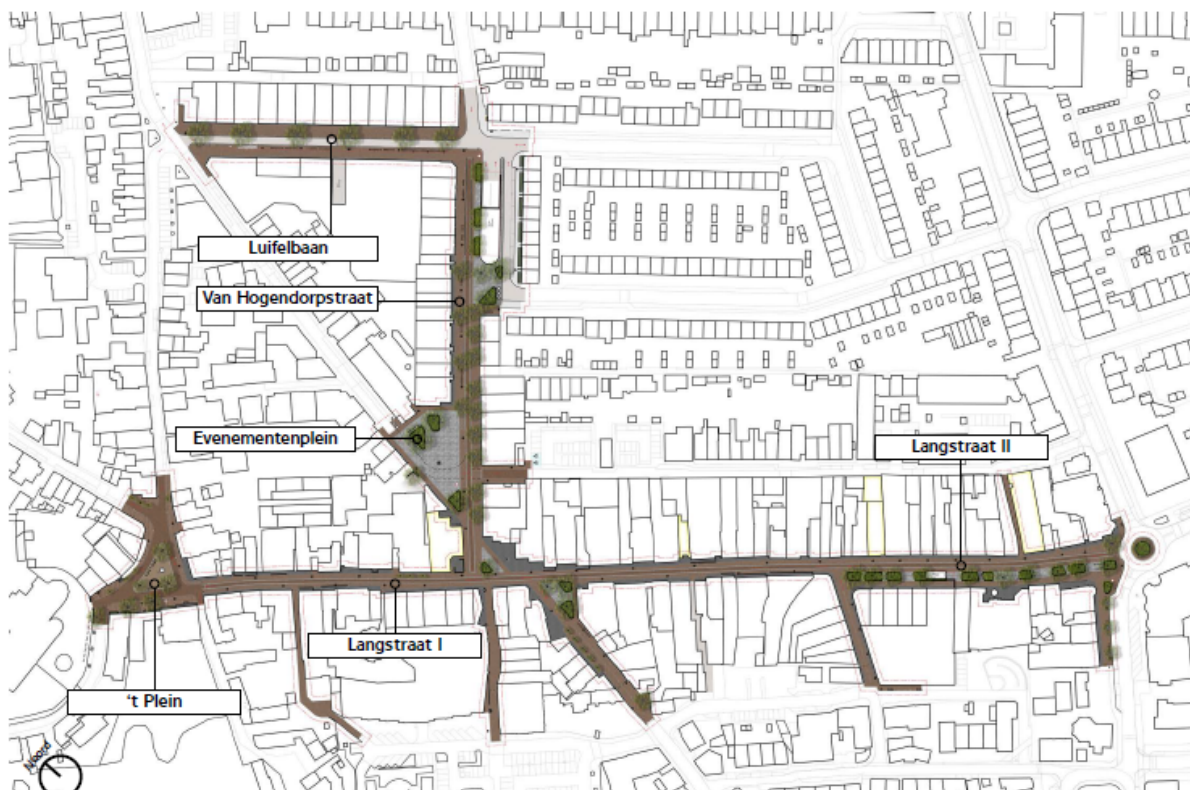 Luifelbaan
Van Hogendorpstraat
Evenementenplein
Langstraat II
Langstraat I
‘t Plein
Noord